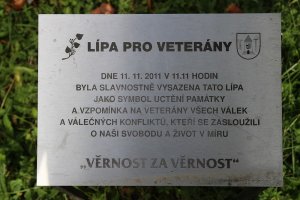 LÍPA PRO VETERÁNY
DNE 11. 11. 2011 V 11.11 HODIN
BYLA SLAVNOSTNĚ VYSAZENA TATO LÍPA
JAKO SYMBOL UCTĚNÍ PAMÁTKY
A VZPOMÍNKA NA VETERÁNY VŠECH VÁLEK
A VÁLEČNÝCH KONFLIKTŮ, KTEŘÍ SE ZASLOUŽILI
O NAŠI SVOBODU A ŽIVOT V MÍRU
„VĚRNOST ZA VĚRNOST"